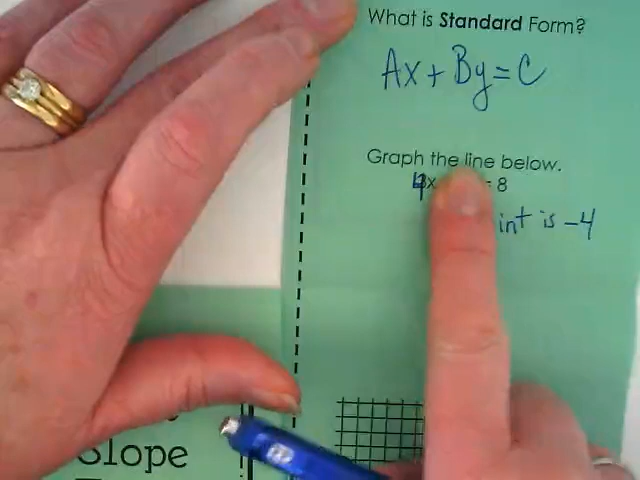 What is Standard Form?
Ax + By = C
Graph the line below.
4x = 8
int is -4
Slope